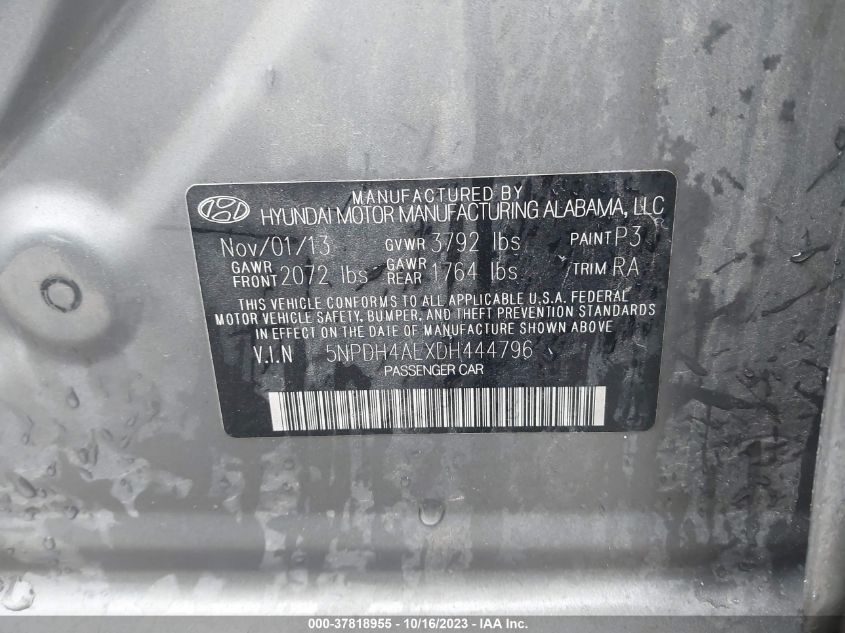 MANUFACTURED BY
HYUNDAI MOTOR MANUFACTURING ALABAMA, LLC
Nov/01/13 GVWR 3792 lbs PAINT P3
GAWR FRONT 2072 lbs GAWR REAR 1764 lbs TRIM RA
THIS VEHICLE CONFORMS TO ALL APPLICABLE U.S.A. FEDERAL
MOTOR VEHICLE SAFETY, BUMPER, AND THEFT PREVENTION STANDARDS
IN EFFECT ON THE DATE OF MANUFACTURE SHOWN ABOVE
V.I.N 5NPDH4AEXDH444796
PASSENGER CAR
000-37818955 - 10/16/2023 - IAA Inc.